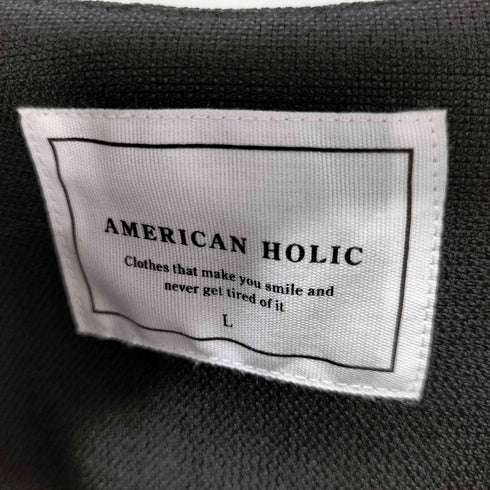 AMERICAN HOLIC
Clothes that make you smile and
never get tired of it
L